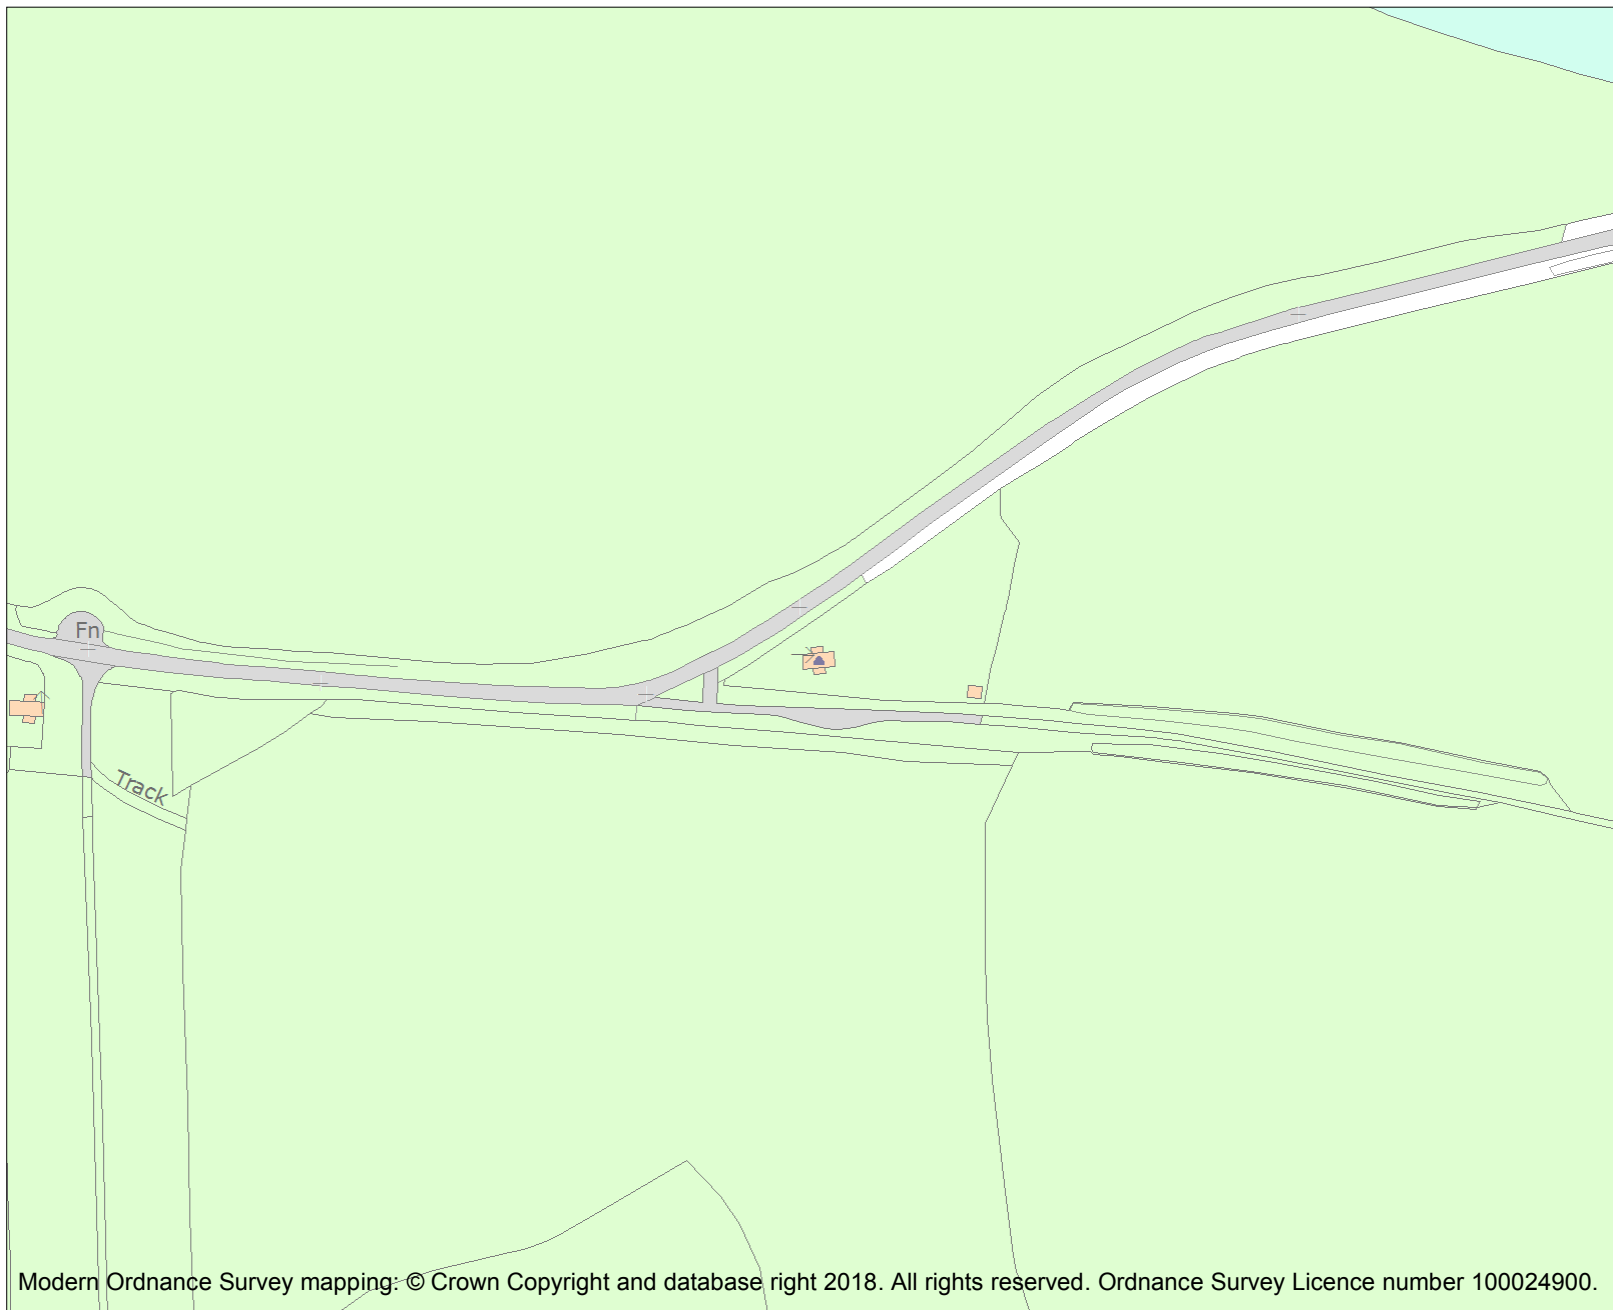 Fn
Track
Modern Ordnance Survey mapping: © Crown Copyright and database right 2018. All rights reserved. Ordnance Survey Licence number 100024900.